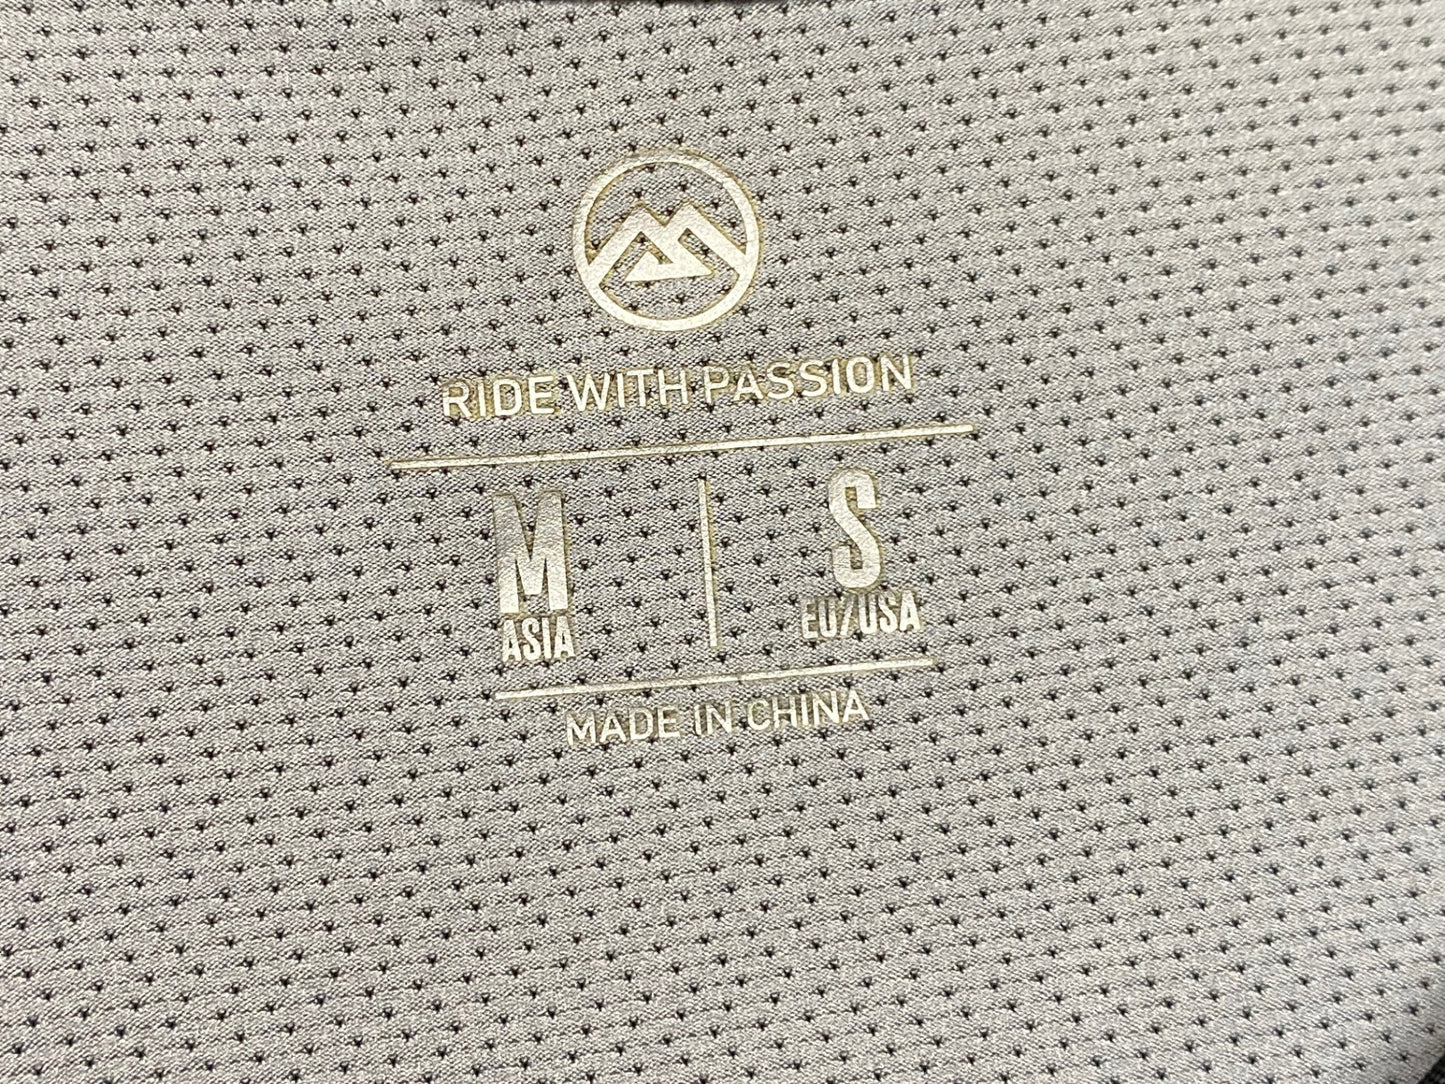 RIDE WITH PASSION
M S
ASIA EU/USA
MADE IN CHINA